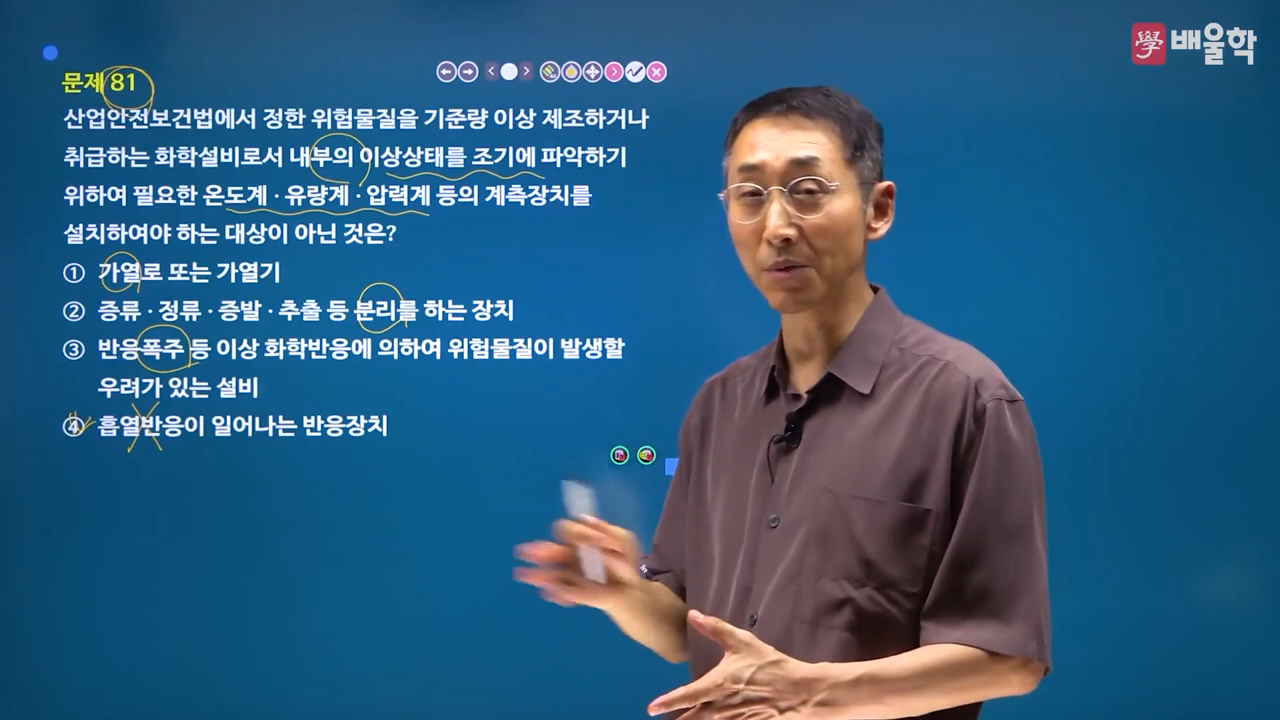 學 배울학
문제 81
산업안전보건법에서 정한 위험물질을 기준량 이상 제조하거나
취급하는 화학설비로서 내부의 이상상태를 조기에 파악하기
위하여 필요한 온도계·유량계·압력계 등의 계측장치를
설치하여야 하는 대상이 아닌 것은?
① 가열로 또는 가열기
② 증류·정류·증발·추출 등 분리를 하는 장치
③ 반응폭주 등 이상 화학반응에 의하여 위험물질이 발생할
우려가 있는 설비
④ 흡열반응이 일어나는 반응장치